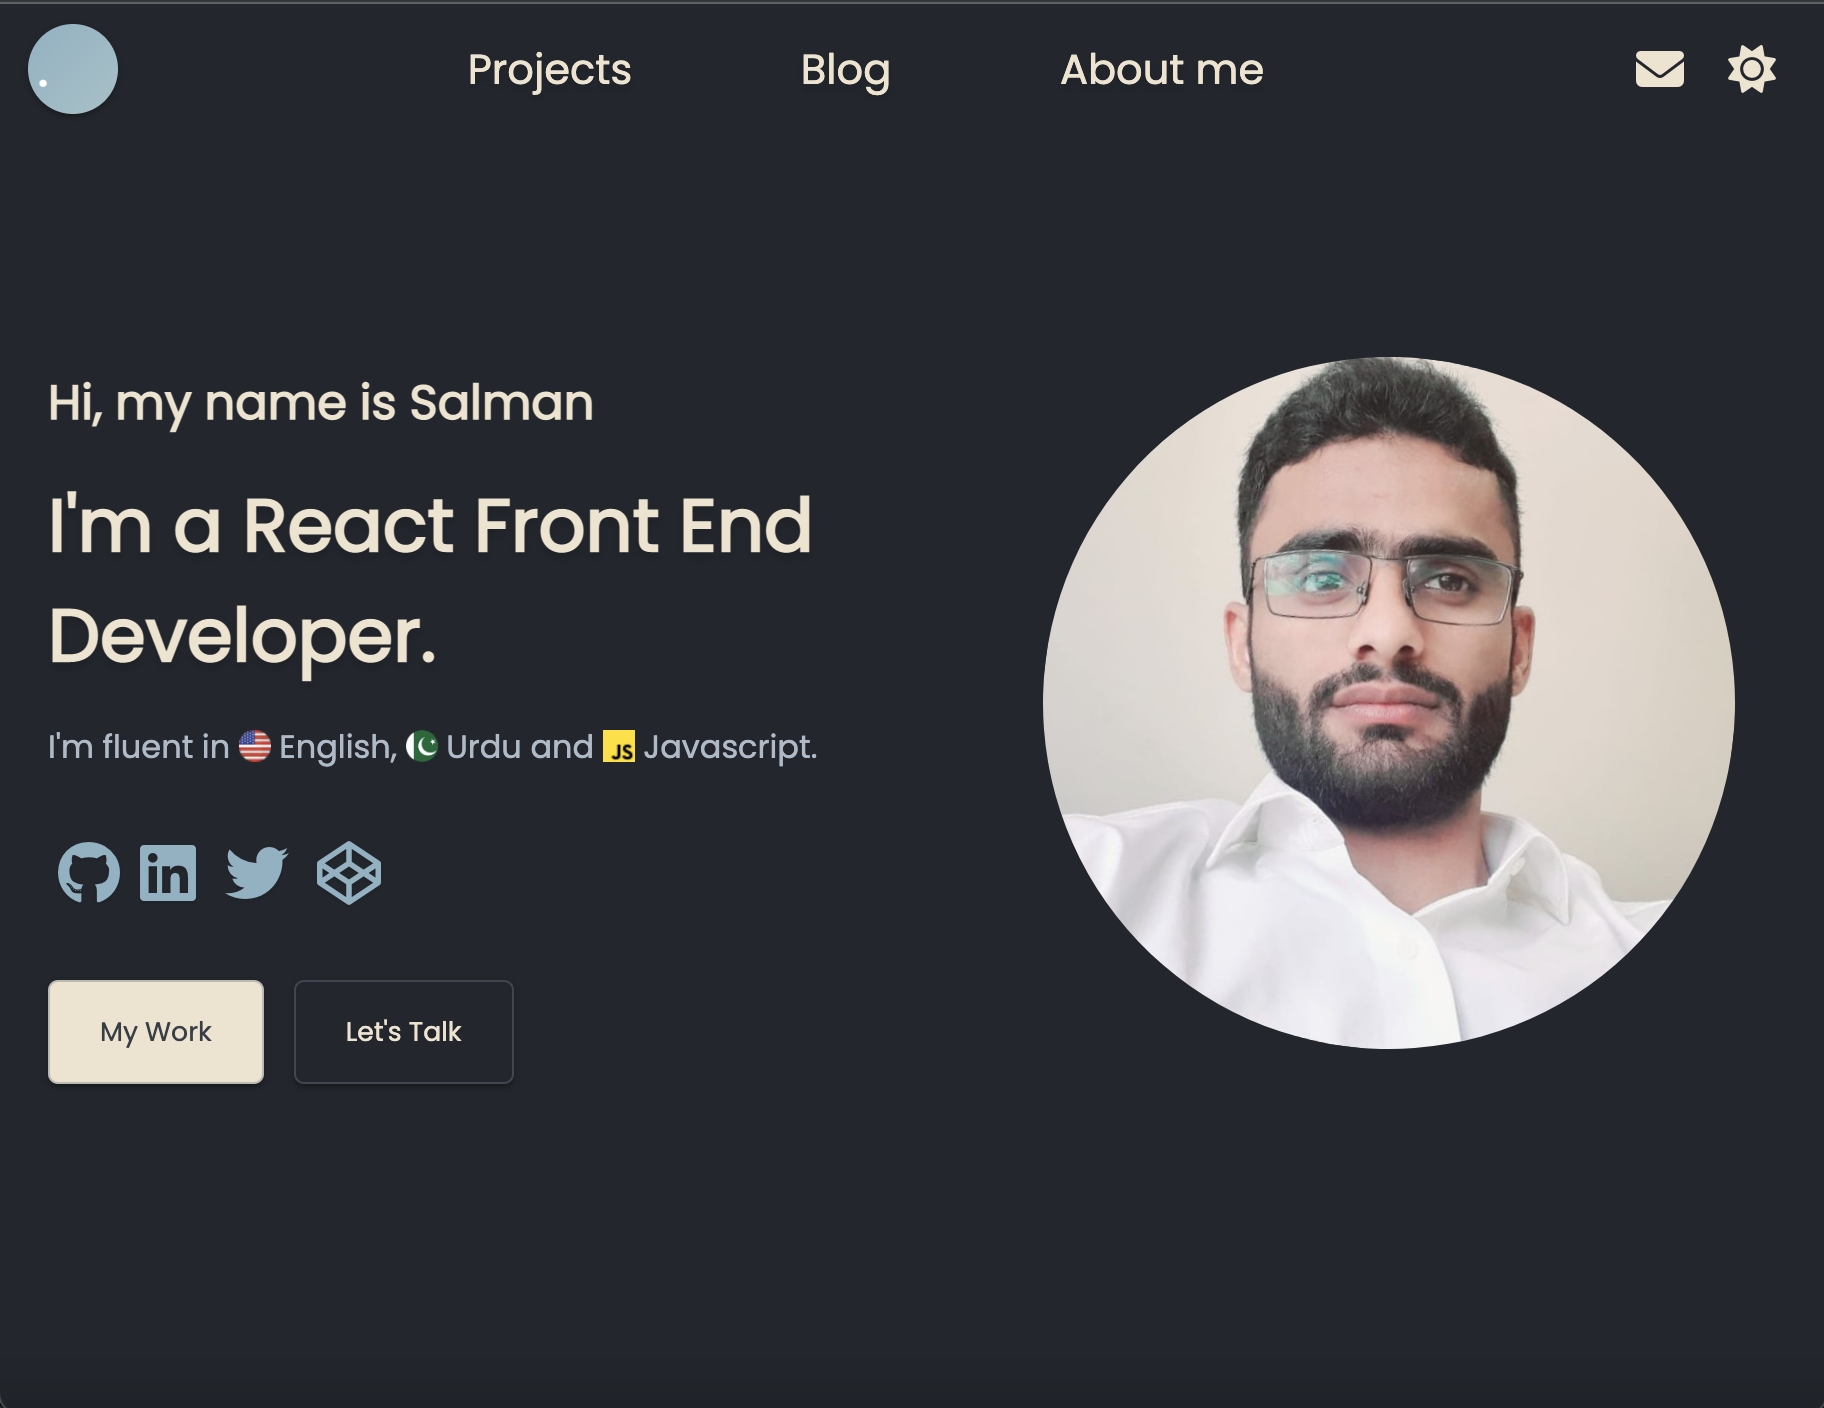 Projects Blog About me
Hi, my name is Salman
I'm a React Front End
Developer.
I'm fluent in English, Urdu and JS Javascript.
in
My Work Let's Talk